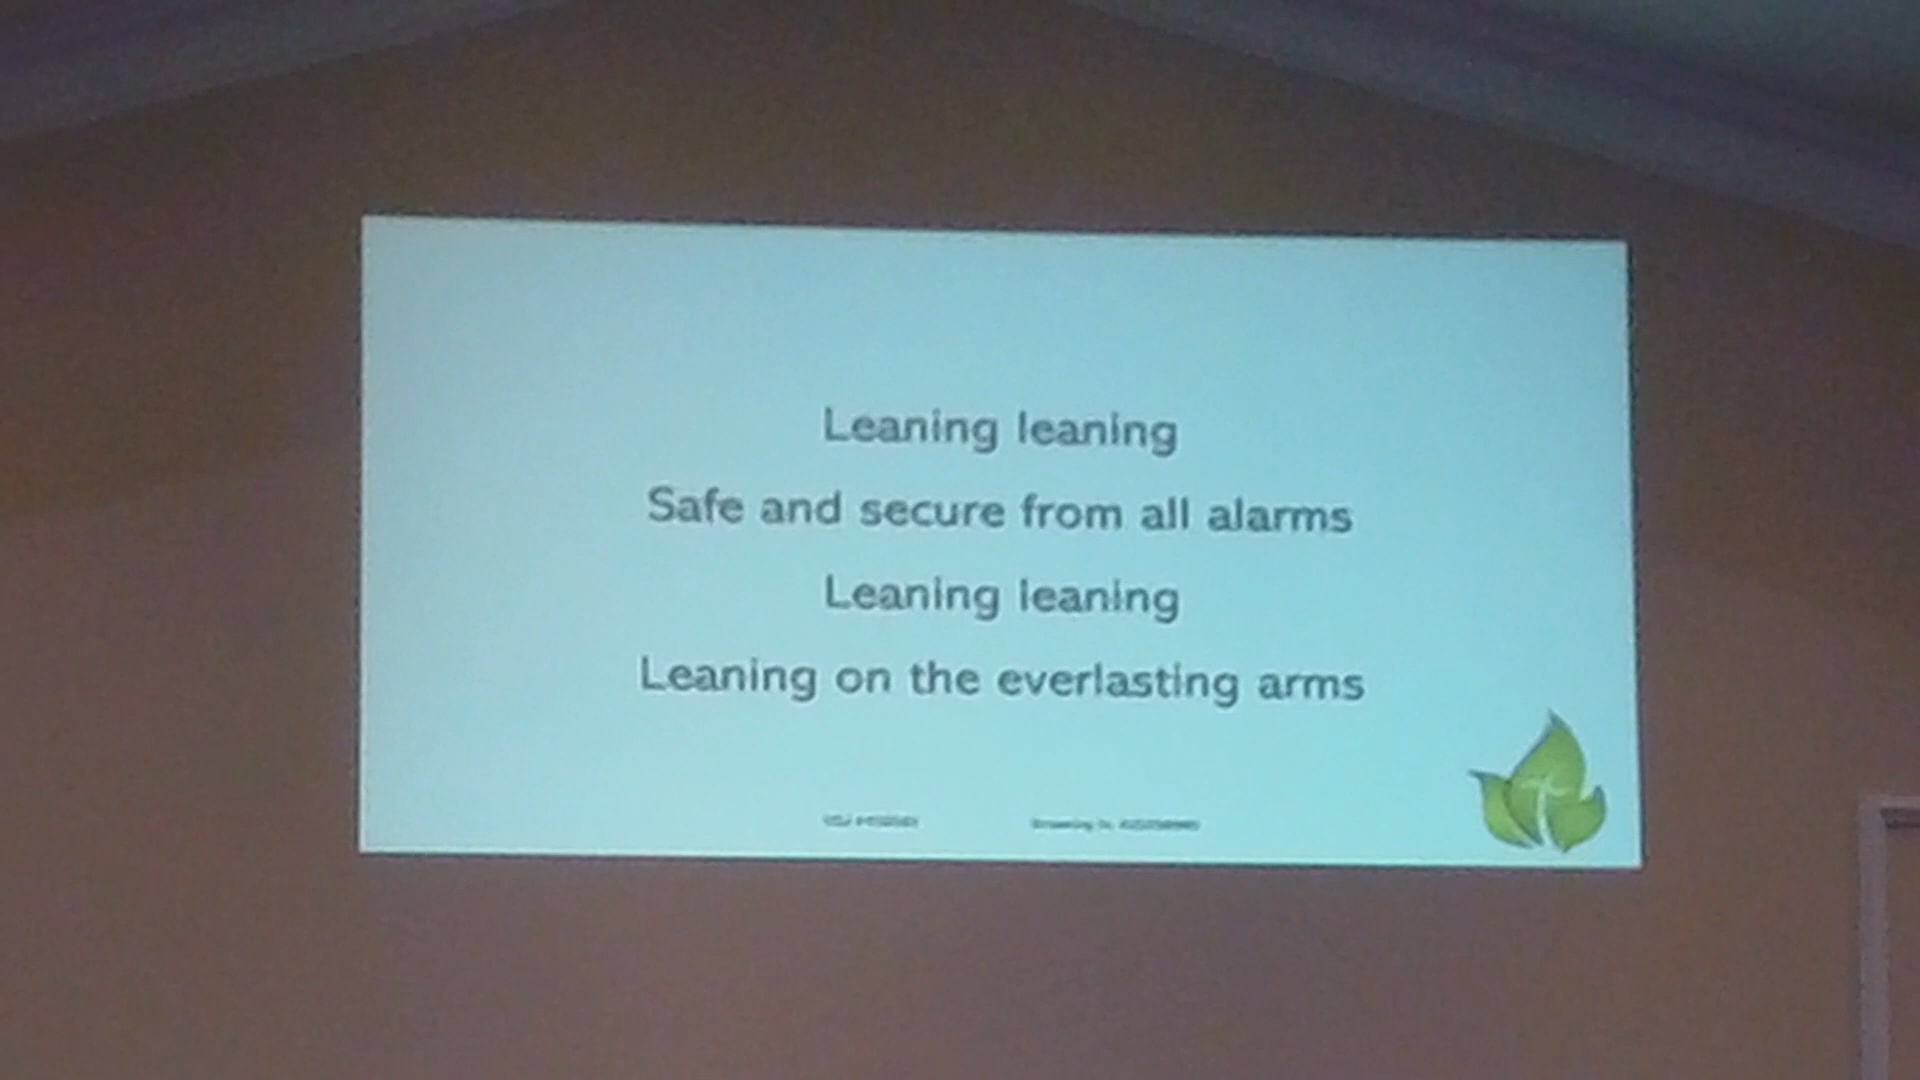 Leaning leaning
Safe and secure from all alarms
Leaning leaning
Leaning on the everlasting arms